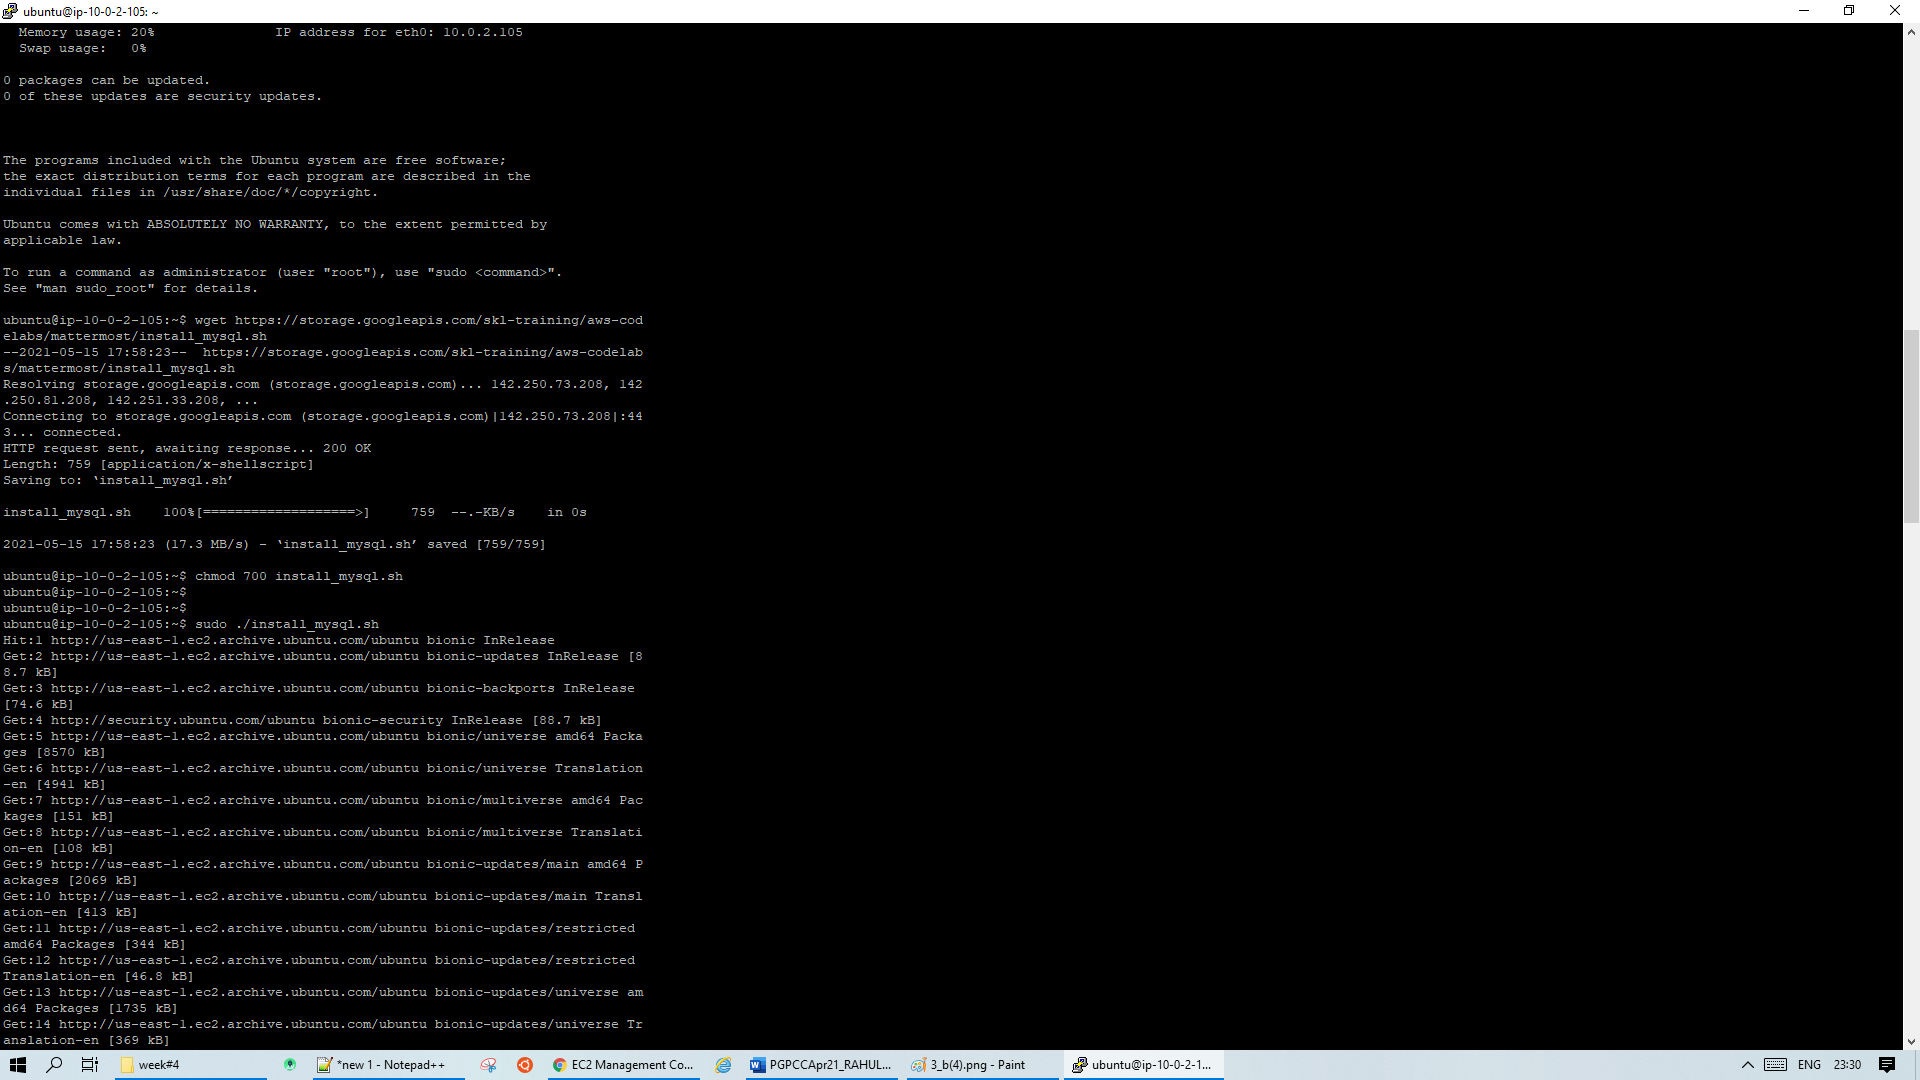 ubuntu@ip-10-0-2-105: ~
Memory usage: 20%                IP address for eth0: 10.0.2.105
Swap usage:   0%
0 packages can be updated.
0 of these updates are security updates.
The programs included with the Ubuntu system are free software;
the exact distribution terms for each program are described in the
individual files in /usr/share/doc/*/copyright.
Ubuntu comes with ABSOLUTELY NO WARRANTY, to the extent permitted by
applicable law.
To run a command as administrator (user "root"), use "sudo <command>".
See "man sudo_root" for details.
ubuntu@ip-10-0-2-105:~$ wget https://storage.googleapis.com/skl-training/aws-cod
elabs/mattermost/install_mysql.sh
--2021-05-15 17:58:23--  https://storage.googleapis.com/skl-training/aws-codelab
s/mattermost/install_mysql.sh
Resolving storage.googleapis.com (storage.googleapis.com)... 142.250.73.208, 142
.250.81.208, 142.251.33.208, ...
Connecting to storage.googleapis.com (storage.googleapis.com)|142.250.73.208|:44
3... connected.
HTTP request sent, awaiting response... 200 OK
Length: 759 [application/x-shellscript]
Saving to: ‘install_mysql.sh’
install_mysql.sh    100%[===================>]     759  --.-KB/s    in 0s
2021-05-15 17:58:23 (17.3 MB/s) - ‘install_mysql.sh’ saved [759/759]
ubuntu@ip-10-0-2-105:~$ chmod 700 install_mysql.sh
ubuntu@ip-10-0-2-105:~$
ubuntu@ip-10-0-2-105:~$
ubuntu@ip-10-0-2-105:~$ sudo ./install_mysql.sh
Hit:1 http://us-east-1.ec2.archive.ubuntu.com/ubuntu bionic InRelease
Get:2 http://us-east-1.ec2.archive.ubuntu.com/ubuntu bionic-updates InRelease [8
8.7 kB]
Get:3 http://us-east-1.ec2.archive.ubuntu.com/ubuntu bionic-backports InRelease
[74.6 kB]
Get:4 http://security.ubuntu.com/ubuntu bionic-security InRelease [88.7 kB]
Get:5 http://us-east-1.ec2.archive.ubuntu.com/ubuntu bionic/universe amd64 Packa
ges [8570 kB]
Get:6 http://us-east-1.ec2.archive.ubuntu.com/ubuntu bionic/universe Translation
-en [4941 kB]
Get:7 http://us-east-1.ec2.archive.ubuntu.com/ubuntu bionic/multiverse amd64 Pac
kages [151 kB]
Get:8 http://us-east-1.ec2.archive.ubuntu.com/ubuntu bionic/multiverse Translati
on-en [108 kB]
Get:9 http://us-east-1.ec2.archive.ubuntu.com/ubuntu bionic-updates/main amd64 P
ackages [2069 kB]
Get:10 http://us-east-1.ec2.archive.ubuntu.com/ubuntu bionic-updates/main Transl
ation-en [413 kB]
Get:11 http://us-east-1.ec2.archive.ubuntu.com/ubuntu bionic-updates/restricted
amd64 Packages [344 kB]
Get:12 http://us-east-1.ec2.archive.ubuntu.com/ubuntu bionic-updates/restricted
Translation-en [46.8 kB]
Get:13 http://us-east-1.ec2.archive.ubuntu.com/ubuntu bionic-updates/universe am
d64 Packages [1735 kB]
Get:14 http://us-east-1.ec2.archive.ubuntu.com/ubuntu bionic-updates/universe Tr
anslation-en [369 kB]
week#4
*new 1 - Notepad++
EC2 Management Co...
PGPCCApr21_RAHUL...
3_b(4).png - Paint
ubuntu@ip-10-0-2-1...
ENG
23:30